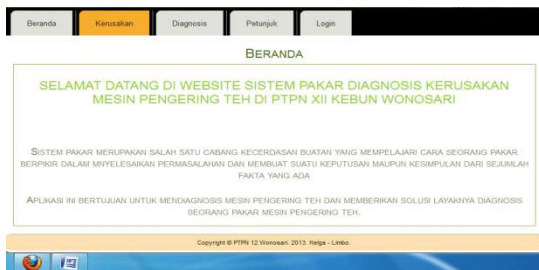 Beranda Kerusakan Diagnosis Petunjuk Login
BERANDA
SELAMAT DATANG DI WEBSITE SISTEM PAKAR DIAGNOSIS KERUSAKAN
MESIN PENGERING TEH DI PTPN XII KEBUN WONOSARI
SISTEM PAKAR MERUPAKAN SALAH SATU CABANG KECERDASAN BUATAN YANG MEMPELAJARI CARA SEORANG PAKAR
BERPIKIR DALAM MNYELESAIKAN PERMASALAHAN DAN MEMBUAT SUATU KEPUTUSAN MAUPUN KESIMPULAN DARI SEJUMLAH
FAKTA YANG ADA
APLIKASI INI BERTUJUAN UNTUK MENDIAGNOSIS MESIN PENGERING TEH DAN MEMBERIKAN SOLUSI LAYAKNYA DIAGNOSIS
SEORANG PAKAR MESIN PENGERING TEH.
Copyright © PTPN 12 Wonosari. 2013. Helga - Limbo.